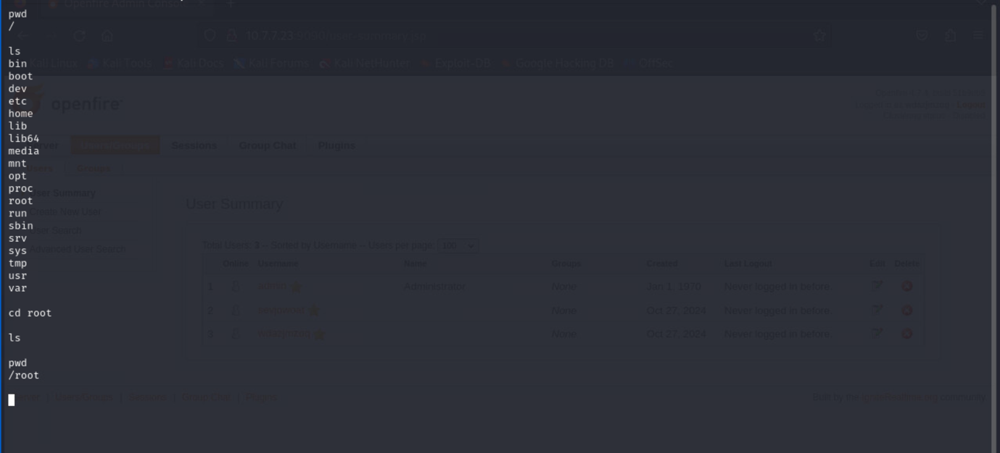 Openfire Admin Conso
pwd
/
10.7.7.23:9090/user-summary.jsp
ls
bin
Kali Linux Kali Tools Kali Docs Kali Forums Kali NetHunter Exploit-DB Google Hacking DB OffSec
boot
dev
etc
openfire
home
Logout
lib
lib64
Server Users/Groups Sessions Group Chat Plugins
media
mnt
Users Groups
opt
proc
User Summary
root
User Summary
run
Create New User
sbin
User Search
srv
Total Users: 3 -- Sorted by Username -- Users per page: 100
sys
Advanced User Search
tmp
Online Username Name Groups Created Last Logout Edit Delete
usr
var
1 admin Administrator None Jan 1, 1970 Never logged in before.
2 None Oct 27, 2024 Never logged in before.
cd root
3 None Oct 27, 2024 Never logged in before.
ls
pwd
/root
Server | Users/Groups | Sessions | Group Chat | Plugins
Built by the community